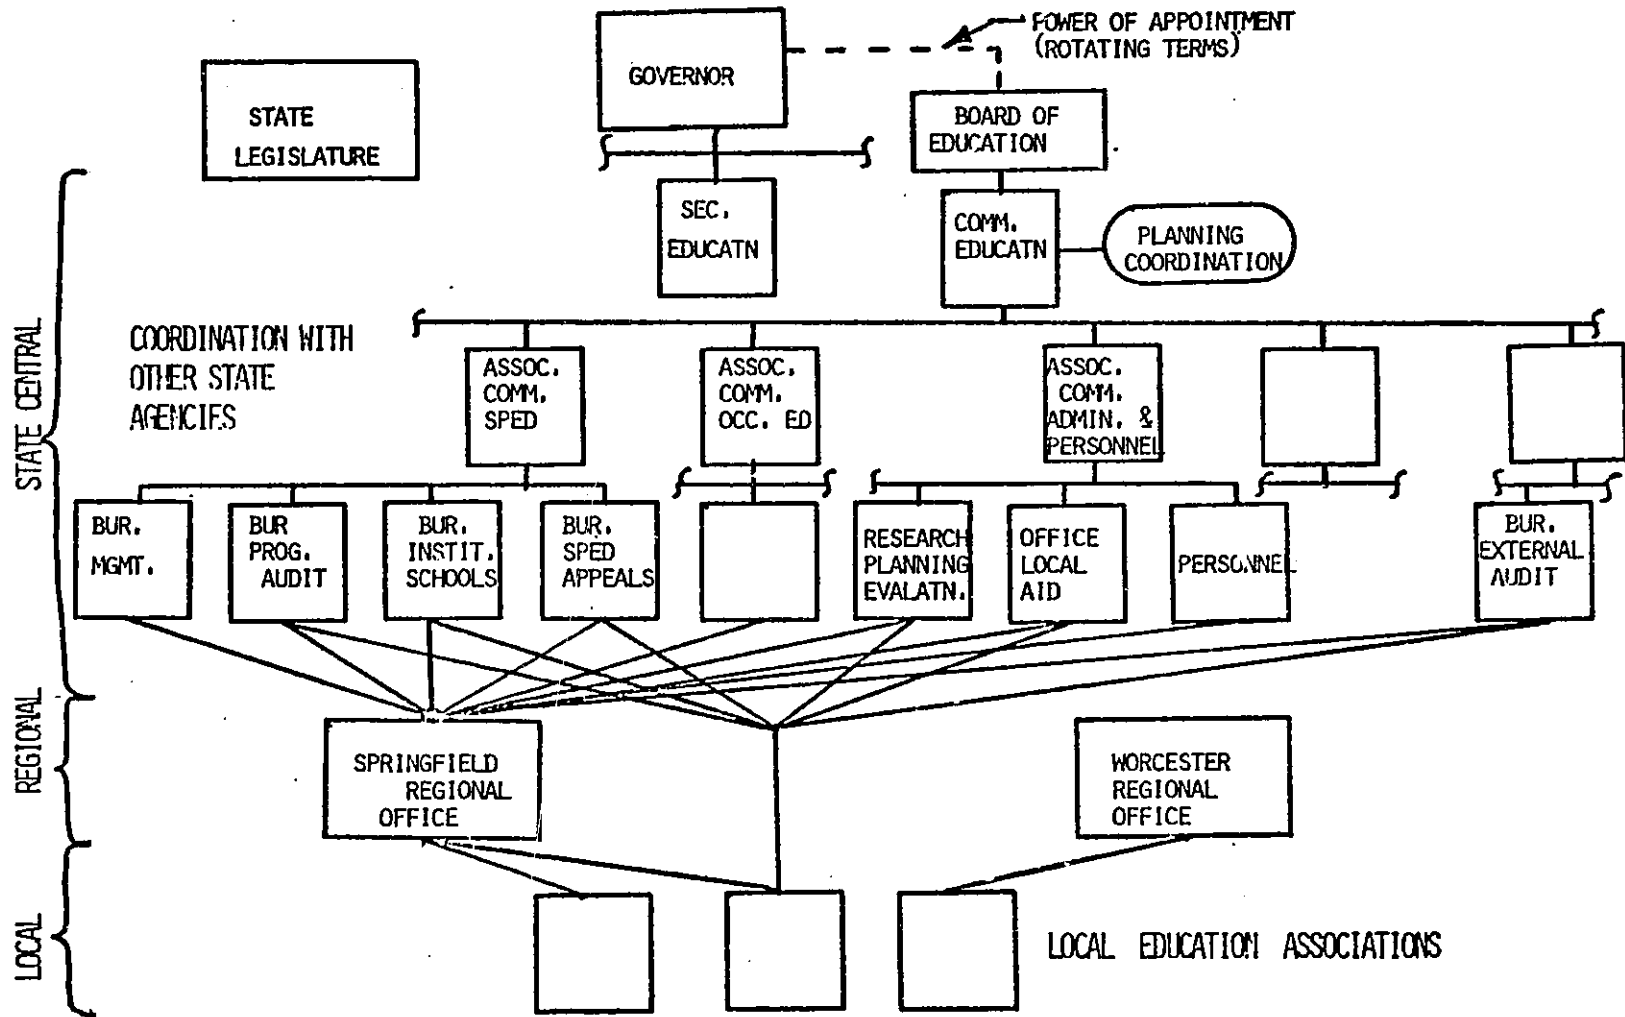 POWER OF APPOINTMENT
(ROTATING TERMS)
GOVERNOR
STATE
LEGISLATURE
BOARD OF
EDUCATION
SEC.
EDUCATN
COMM.
EDUCATN
PLANNING
COORDINATION
STATE CENTRAL
COORDINATION WITH
OTHER STATE
AGENCIES
ASSOC.
COMM.
SPED
ASSOC.
COMM.
OCC. ED
ASSOC.
COMM.
ADMIN. &
PERSONNEL
BUR.
MGMT.
BUR
PROG.
AUDIT
BUR.
INSTIT.
SCHOOLS
BUR.
SPED
APPEALS
RESEARCH
PLANNING
EVALATN.
OFFICE
LOCAL
AID
PERSONNEL
BUR.
EXTERNAL
AUDIT
REGIONAL
SPRINGFIELD
REGIONAL
OFFICE
WORCESTER
REGIONAL
OFFICE
LOCAL
LOCAL EDUCATION ASSOCIATIONS